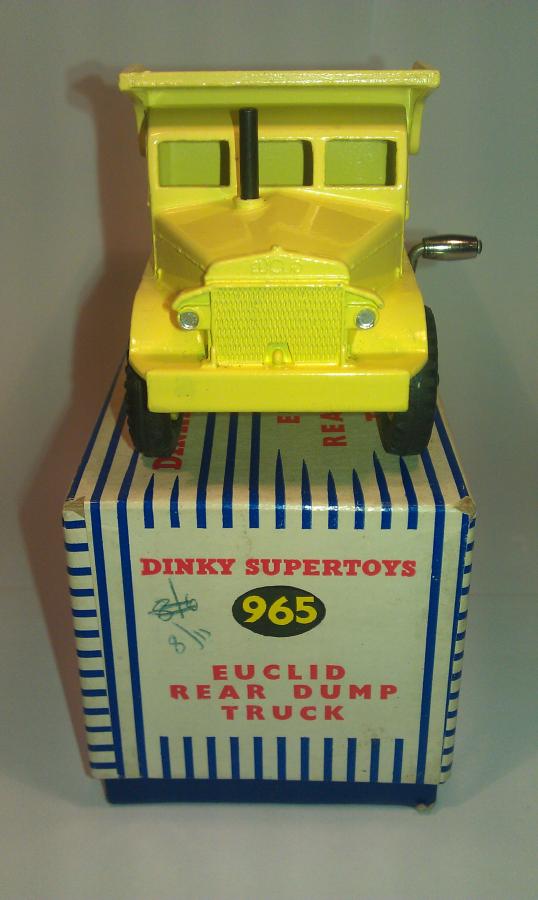 DINKY SUPERTOYS
965
EUCLID
REAR DUMP
TRUCK